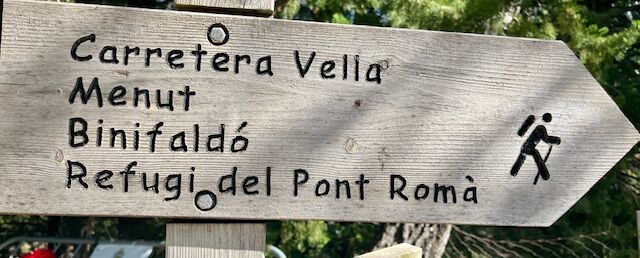 Carretera Vella
Menut
Binifaldó
Refugi del Pont Romà